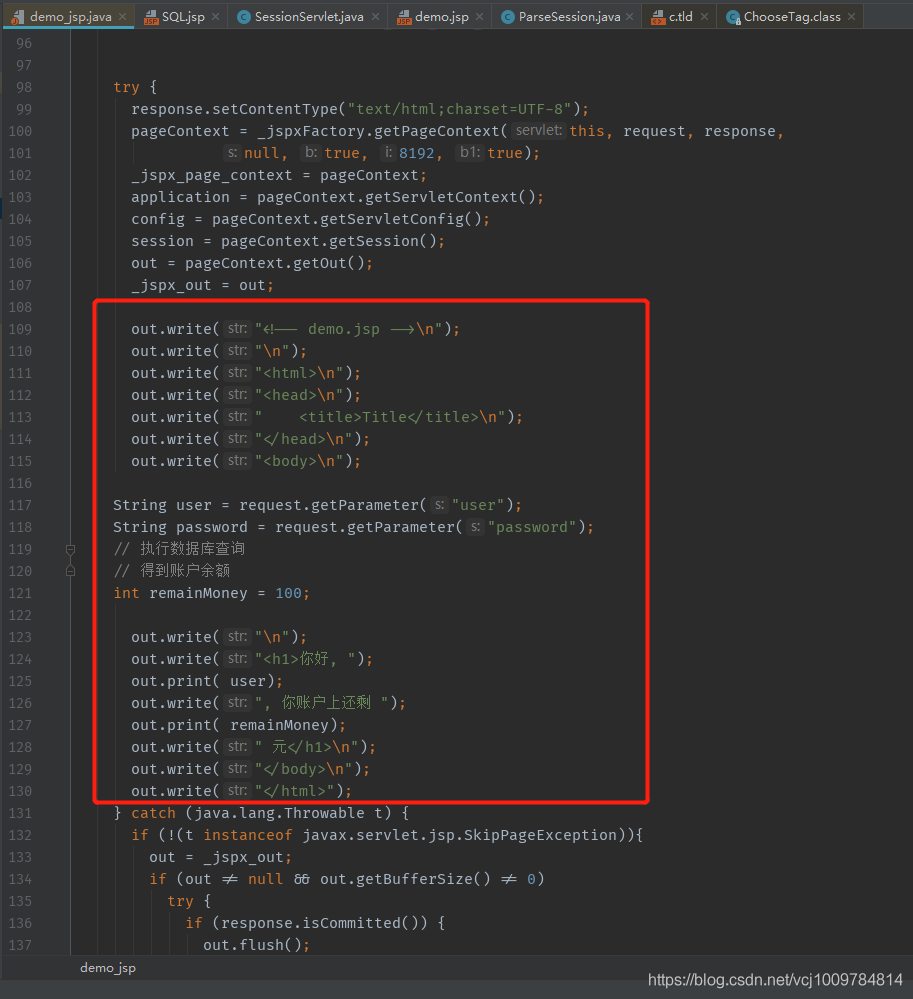 demo_jsp.java × SQL.jsp × SessionServlet.java × demo.jsp × ParseSession.java × c.tld × ChooseTag.class ×
96
97
98 try {
99 response.setContentType("text/html;charset=UTF-8");
100 pageContext = _jspxFactory.getPageContext( servlet: this, request, response,
101 s: null, b: true, i: 8192, b1: true);
102 _jspx_page_context = pageContext;
103 application = pageContext.getServletContext();
104 config = pageContext.getServletConfig();
105 session = pageContext.getSession();
106 out = pageContext.getOut();
107 _jspx_out = out;
108
109 out.write( str: "<!-- demo.jsp -->\n");
110 out.write( str: "\n");
111 out.write( str: "<html>\n");
112 out.write( str: "<head>\n");
113 out.write( str: "    <title>Title</title>\n");
114 out.write( str: "</head>\n");
115 out.write( str: "<body>\n");
116
117 String user = request.getParameter( s: "user");
118 String password = request.getParameter( s: "password");
119 // 执行数据库查询
120 // 得到账户余额
121 int remainMoney = 100;
122
123 out.write( str: "\n");
124 out.write( str: "<h1>你好, ");
125 out.print( user);
126 out.write( str: ", 你账户上还剩 ");
127 out.print( remainMoney);
128 out.write( str: " 元</h1>\n");
129 out.write( str: "</body>\n");
130 out.write( str: "</html>");
131 } catch (java.lang.Throwable t) {
132 if (!(t instanceof javax.servlet.jsp.SkipPageException)){
133 out = _jspx_out;
134 if (out != null && out.getBufferSize() != 0)
135 try {
136 if (response.isCommitted()) {
137 out.flush();
demo_jsp
https://blog.csdn.net/vcj1009784814